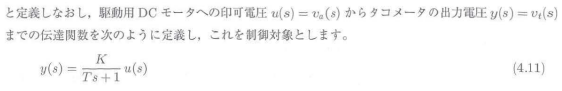 と定義しなおし，駆動用 DC モータへの印可電圧 u(s) = v_a(s) からタコメータの出力電圧 y(s) = v_t(s)
までの伝達関数を次のように定義し，これを制御対象とします。
y(s) = \frac{K}{Ts+1} u(s) (4.11)